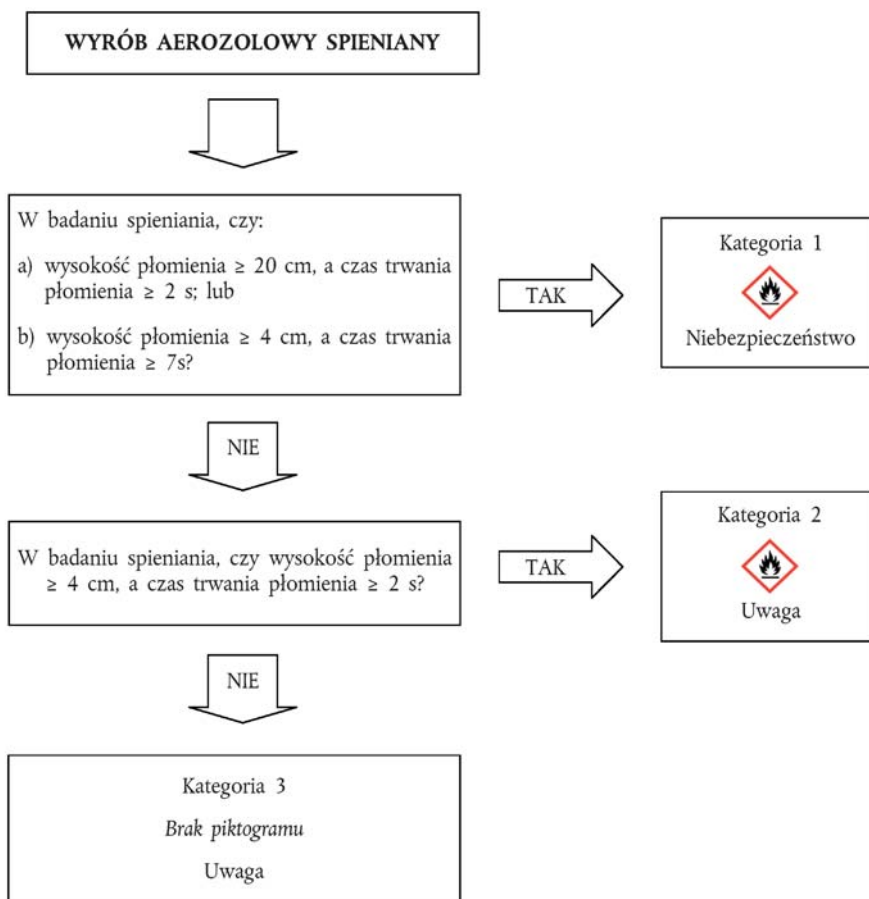 WYRÓB AEROZOLOWY SPIENIANY
W badaniu spieniania, czy:
a) wysokość płomienia ≥ 20 cm, a czas trwania
płomienia ≥ 2 s; lub
b) wysokość płomienia ≥ 4 cm, a czas trwania
płomienia ≥ 7s?
TAK
Kategoria 1
Niebezpieczeństwo
NIE
W badaniu spieniania, czy wysokość płomienia
≥ 4 cm, a czas trwania płomienia ≥ 2 s?
TAK
Kategoria 2
Uwaga
NIE
Kategoria 3
Brak piktogramu
Uwaga